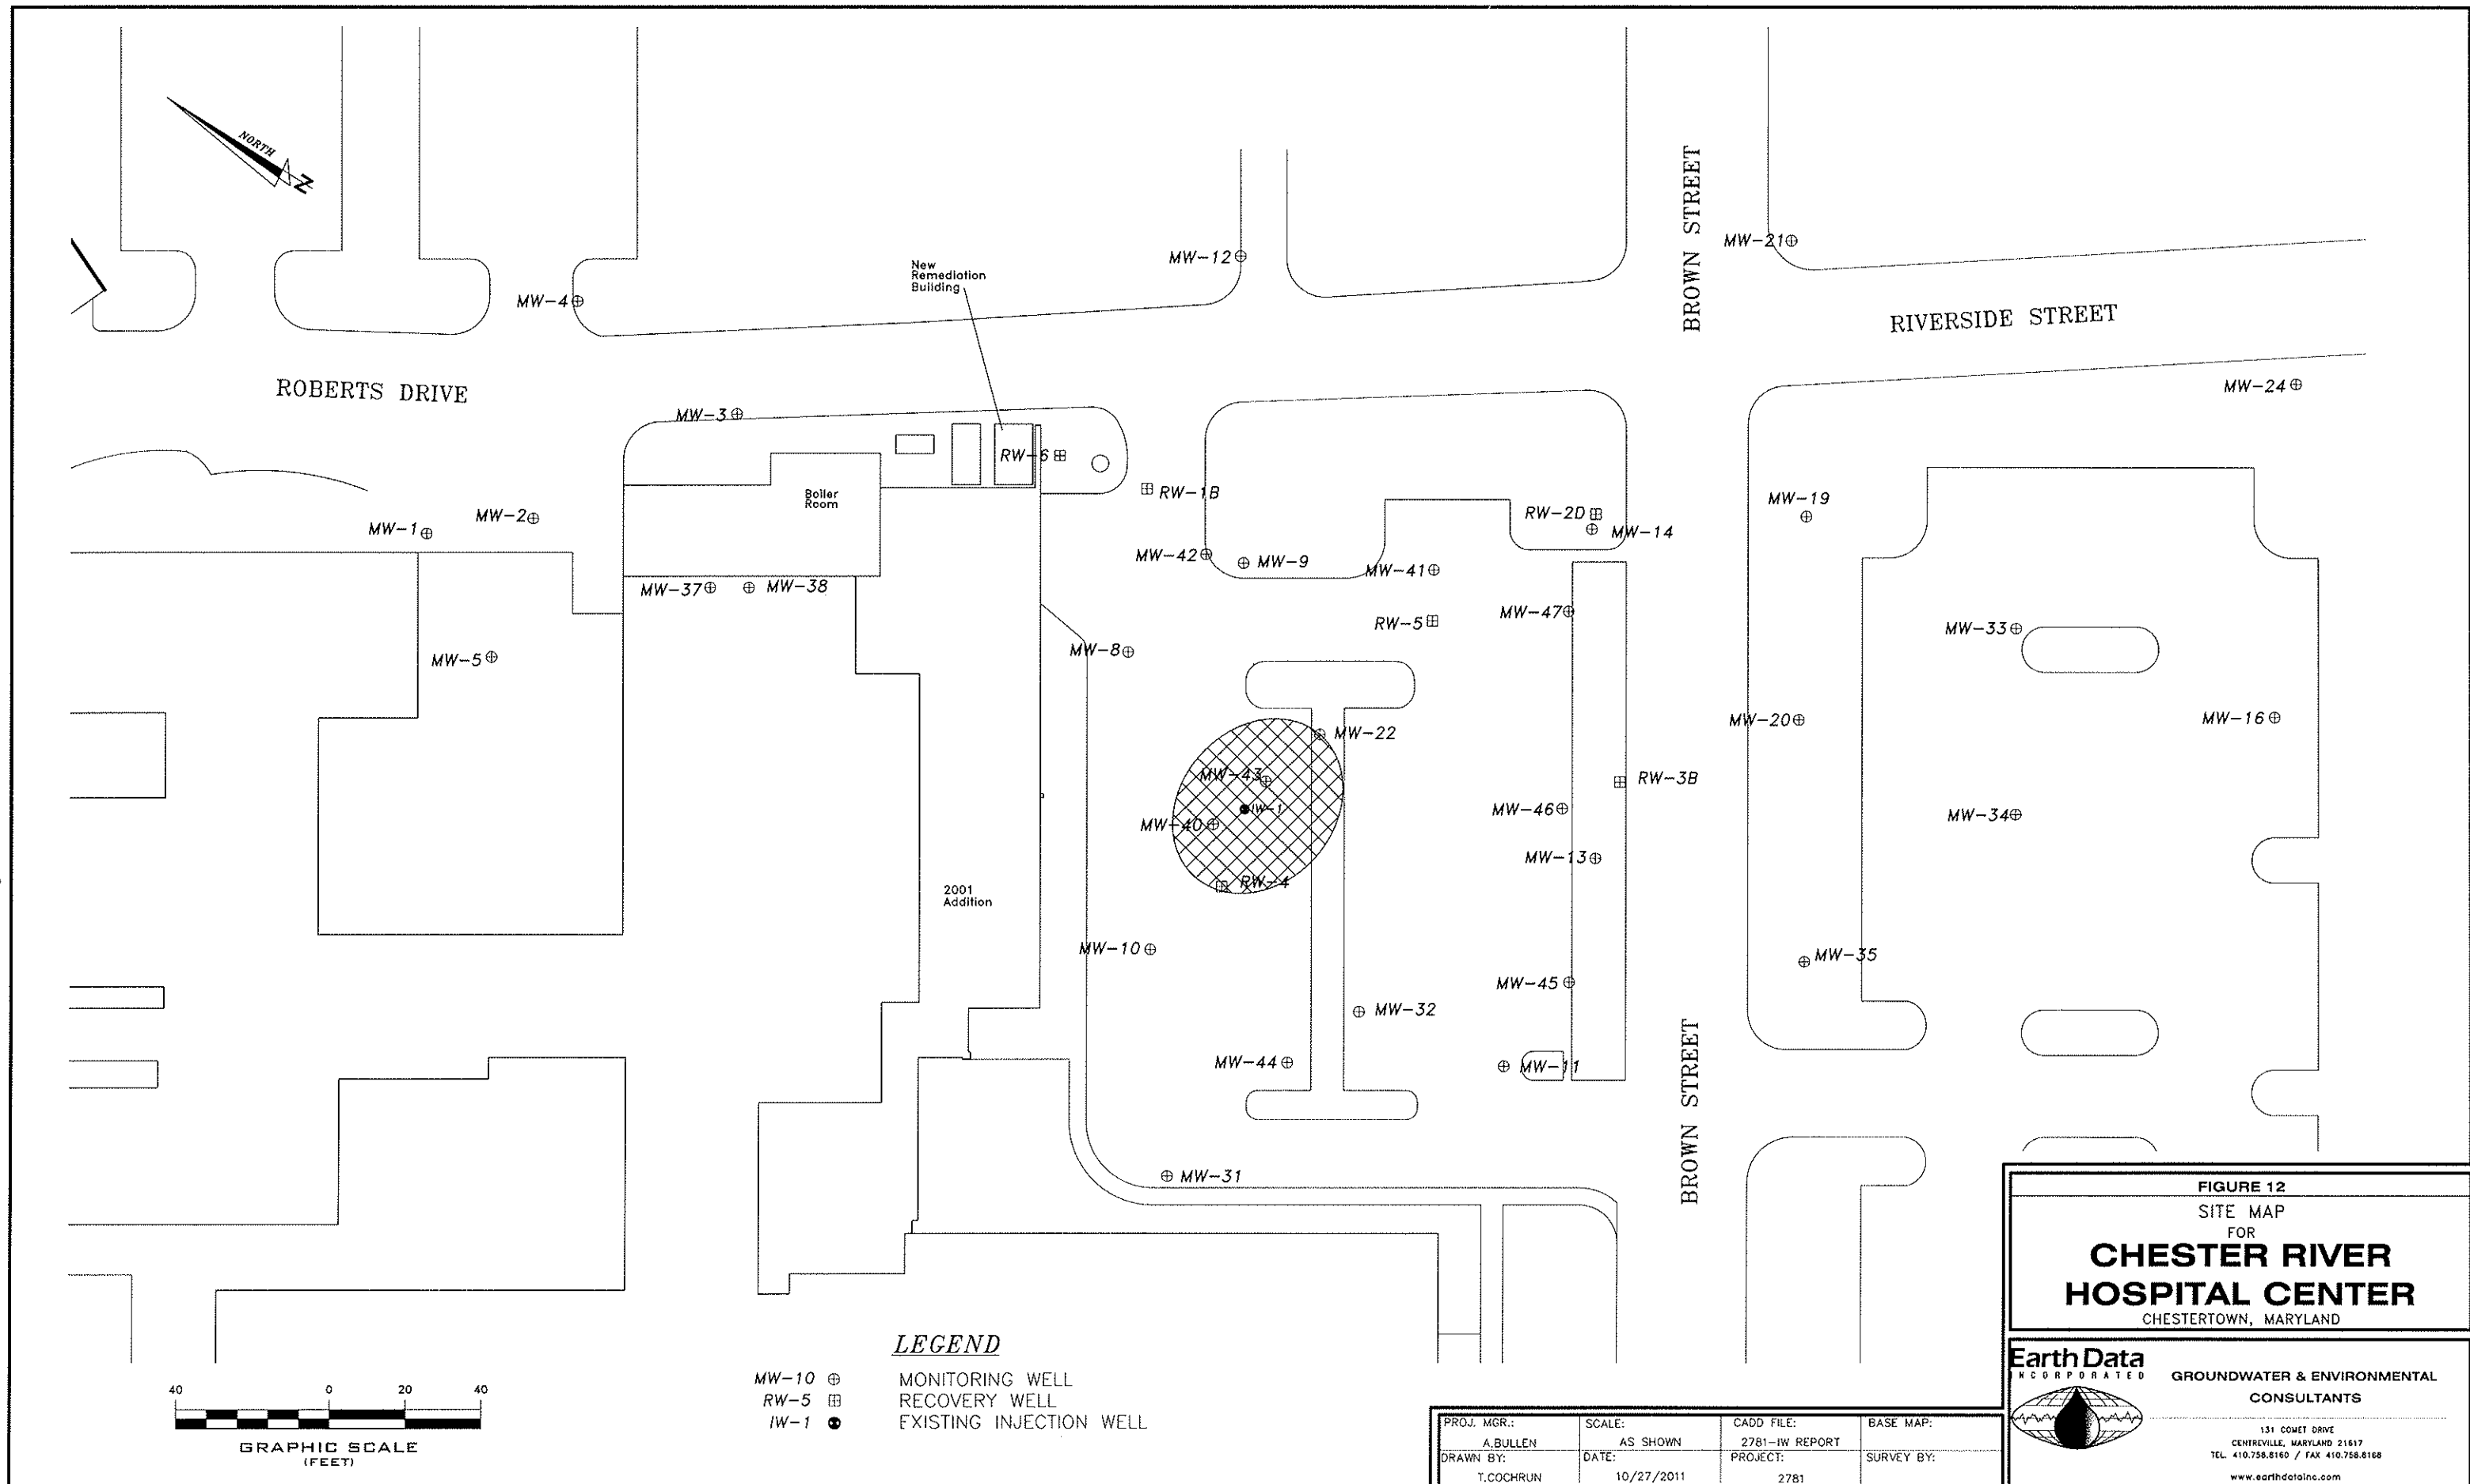 NORTH
Z
BROWN STREET
MW-21
MW-12
New
Remediation
Building
MW-4
RIVERSIDE STREET
ROBERTS DRIVE
MW-24
MW-3
RW-6
RW-1B
Boiler
Room
MW-19
RW-2D
MW-14
MW-1
MW-2
MW-42
MW-9
MW-41
MW-37
MW-38
MW-47
RW-5
MW-33
MW-5
MW-8
MW-22
MW-20
MW-16
MW-43
RW-3B
IW-1
MW-46
MW-40
MW-34
MW-13
RW-4
2001
Addition
MW-10
MW-35
MW-45
MW-32
MW-44
MW-11
BROWN STREET
MW-31
LEGEND
MW-10 MONITORING WELL
RW-5 RECOVERY WELL
IW-1 EXISTING INJECTION WELL
40 0 20 40
GRAPHIC SCALE
(FEET)
FIGURE 12
SITE MAP
FOR
CHESTER RIVER
HOSPITAL CENTER
CHESTERTOWN, MARYLAND
Earth Data
INCORPORATED
GROUNDWATER & ENVIRONMENTAL
CONSULTANTS
131 COMET DRIVE
CENTREVILLE, MARYLAND 21617
TEL. 410.758.8160 / FAX 410.758.8168
www.earthdatainc.com
PROJ. MGR.: SCALE: CADD FILE: BASE MAP:
A.BULLEN AS SHOWN 2781-IW REPORT
DRAWN BY: DATE: PROJECT: SURVEY BY:
T.COCHRUN 10/27/2011 2781